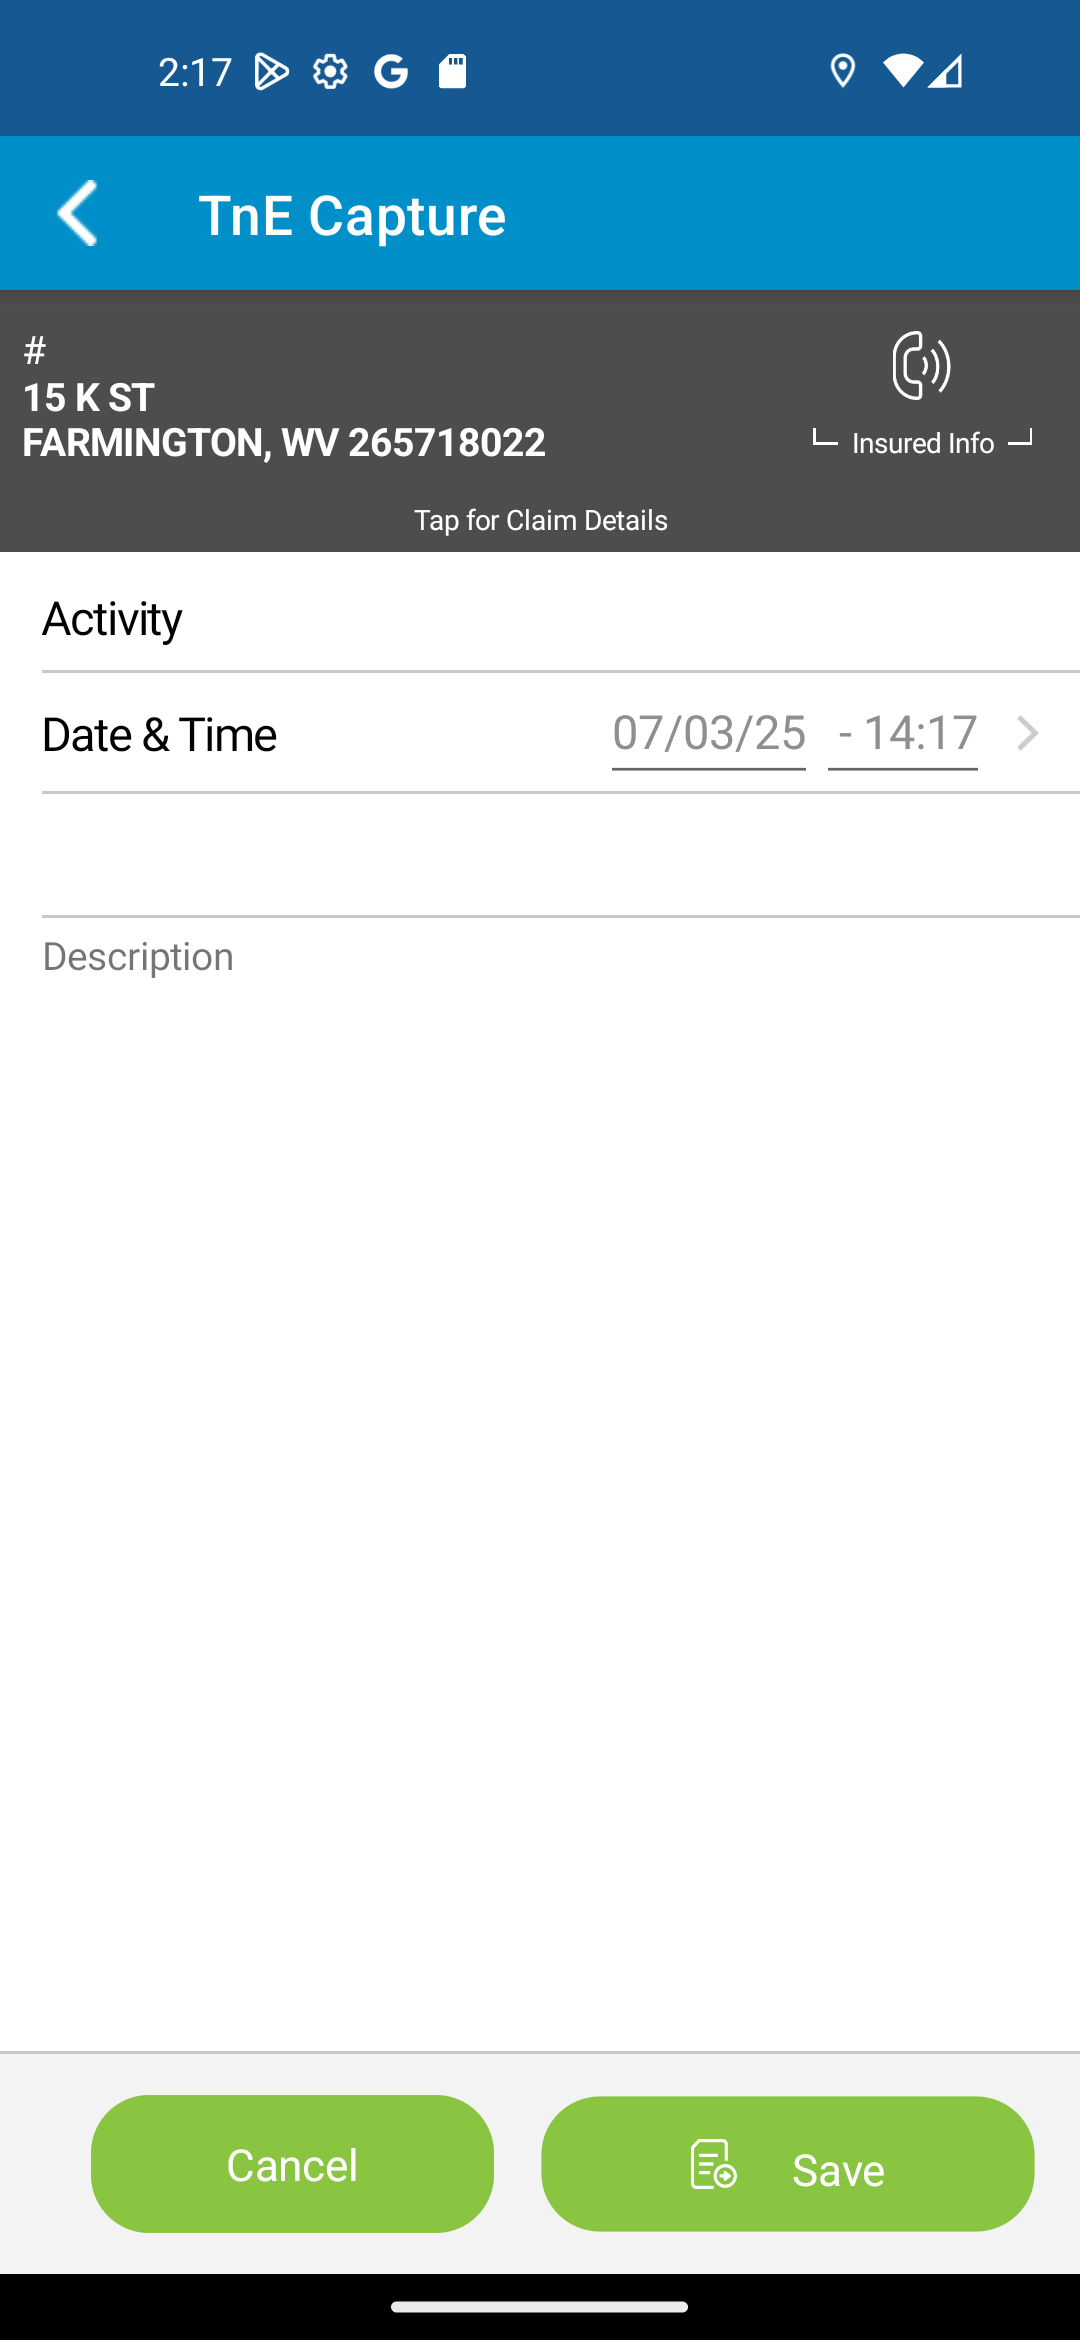 2:17
TnE Capture
#
15 K ST
FARMINGTON, WV 265718022
Insured Info
Tap for Claim Details
Activity
Date & Time 07/03/25 - 14:17
Description
Cancel
Save